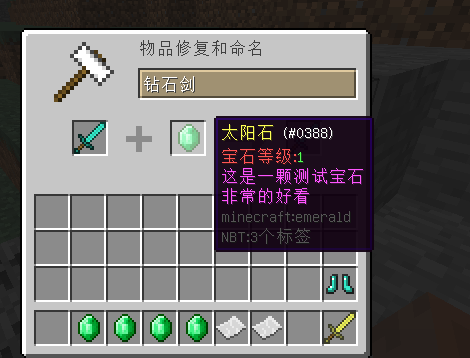 物品修复和命名
钻石剑
太阳石 (#0388)
宝石等级:1
这是一颗测试宝石
非常的好看
minecraft:emerald
NBT:3个标签